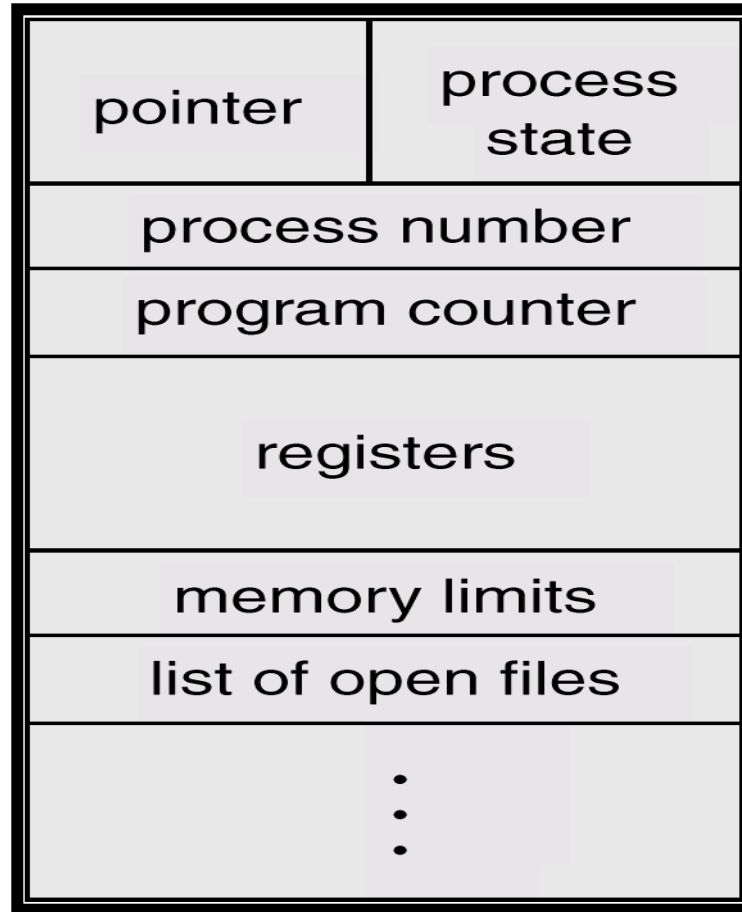 pointer
process
state
process number
program counter
registers
memory limits
list of open files